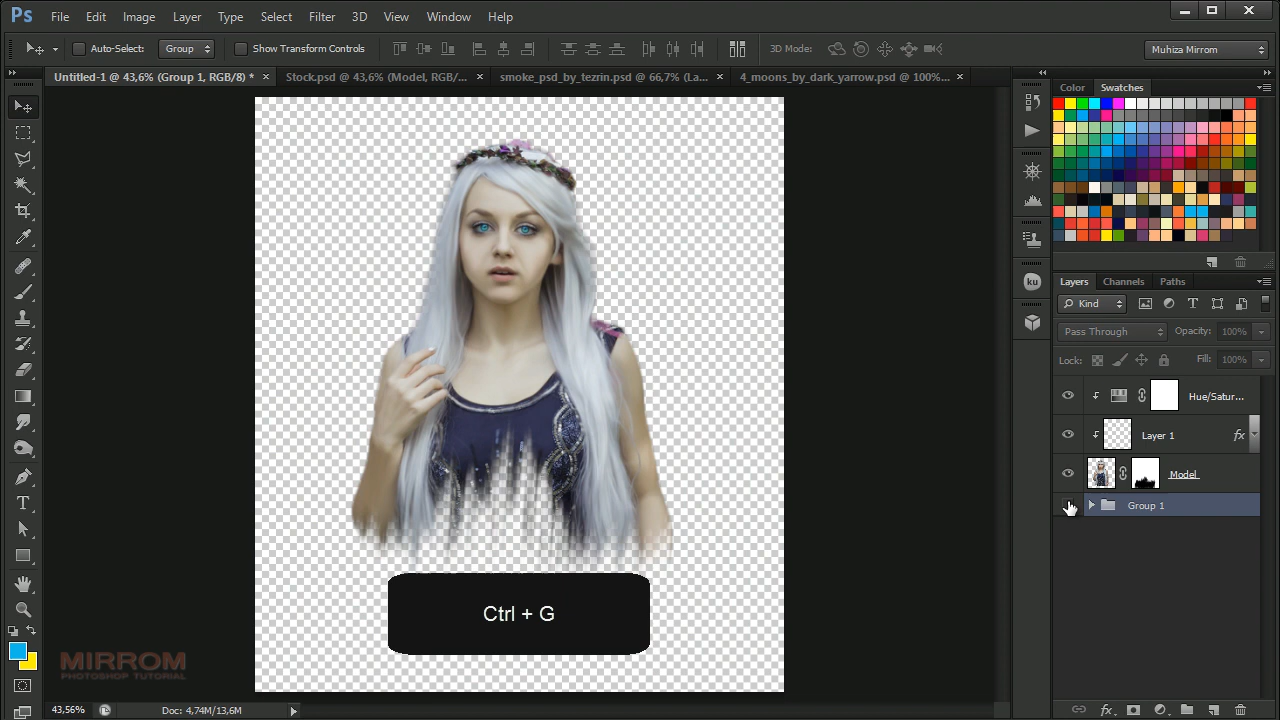 Ps File Edit Image Layer Type Select Filter 3D View Window Help
Auto-Select: Group Show Transform Controls 3D Mode: Muhiza Mirrom
Untitled-1 @ 43,6% (Group 1, RGB/8) * × Stock.psd @ 43,6% (Model, RGB/... × smoke_psd_by_tezrin.psd @ 66,7% (La... × 4_moons_by_dark_yarrow.psd @ 100%... ×
Color Swatches
Layers Channels Paths
Kind
Pass Through Opacity: 100%
Lock: Fill: 100%
Hue/Satur...
Layer 1 fx
Model
Group 1
ku
T
Ctrl + G
MIRROM
PHOTOSHOP TUTORIAL
43,56% Doc: 4,74M/13,6M
fx